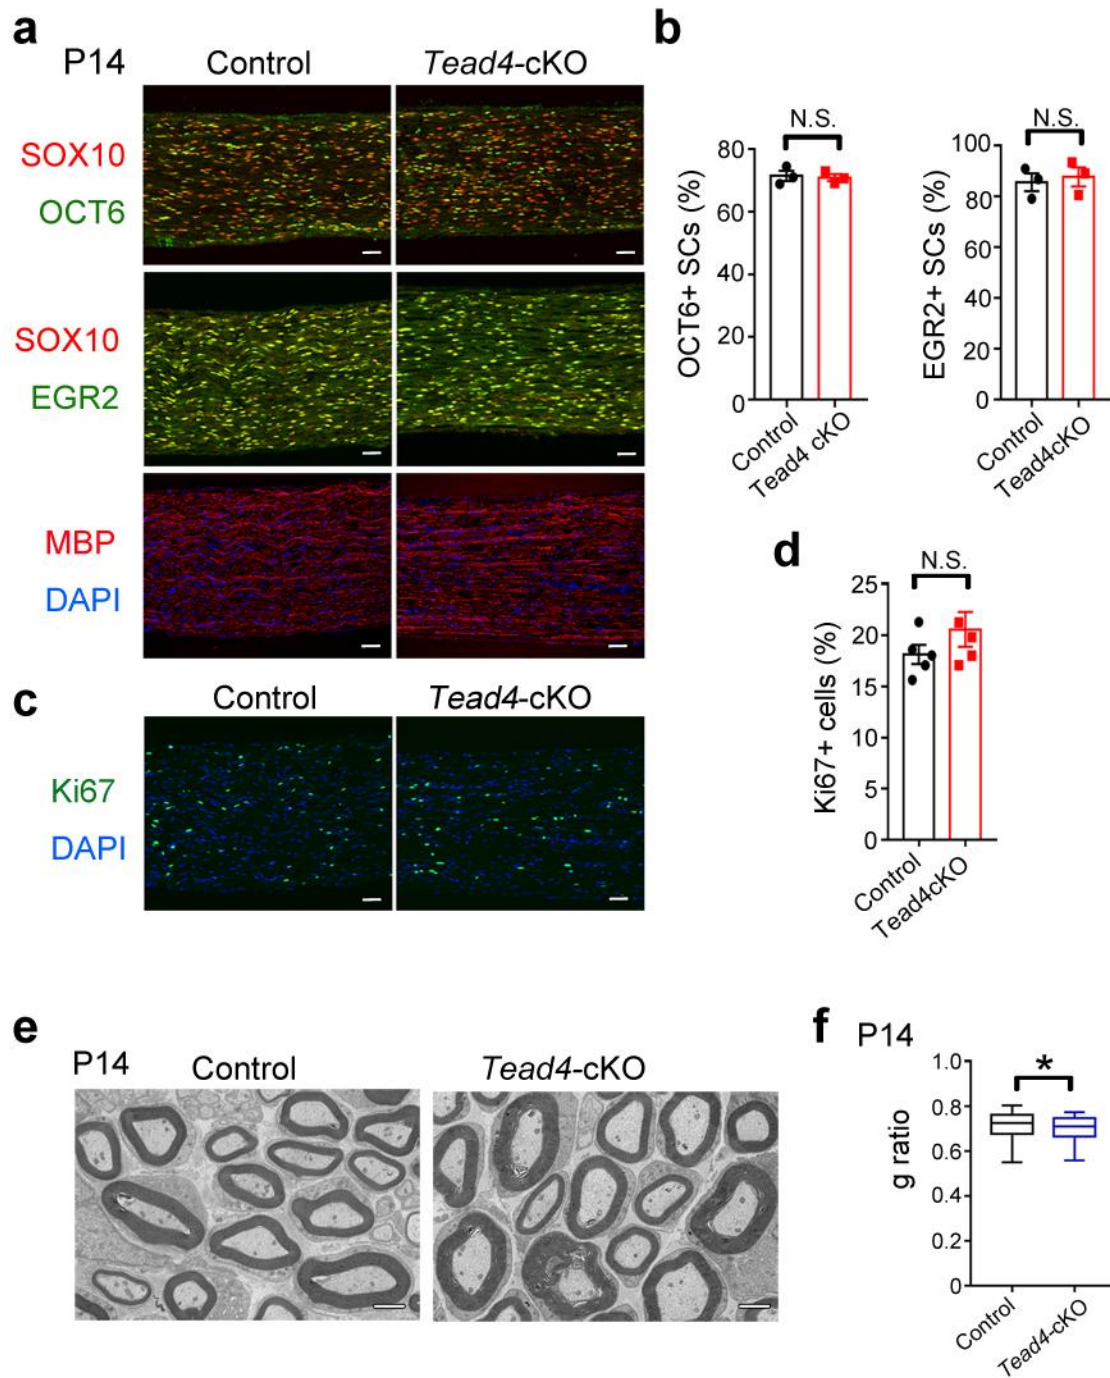 a
P14
Control
Tead4-cKO
SOX10
OCT6
SOX10
EGR2
MBP
DAPI
b
N.S.
OCT6+ SCs (%)
80
60
40
20
0
Control
Tead4 cKO
N.S.
EGR2+ SCs (%)
100
80
60
40
20
0
Control
Tead4cKO
c
Control
Tead4-cKO
Ki67
DAPI
d
N.S.
Ki67+ cells (%)
25
20
15
10
5
0
Control
Tead4cKO
e
P14
Control
Tead4-cKO
f
P14
*
g ratio
1.0
0.8
0.6
0.4
0.2
0
Control
Tead4-cKO